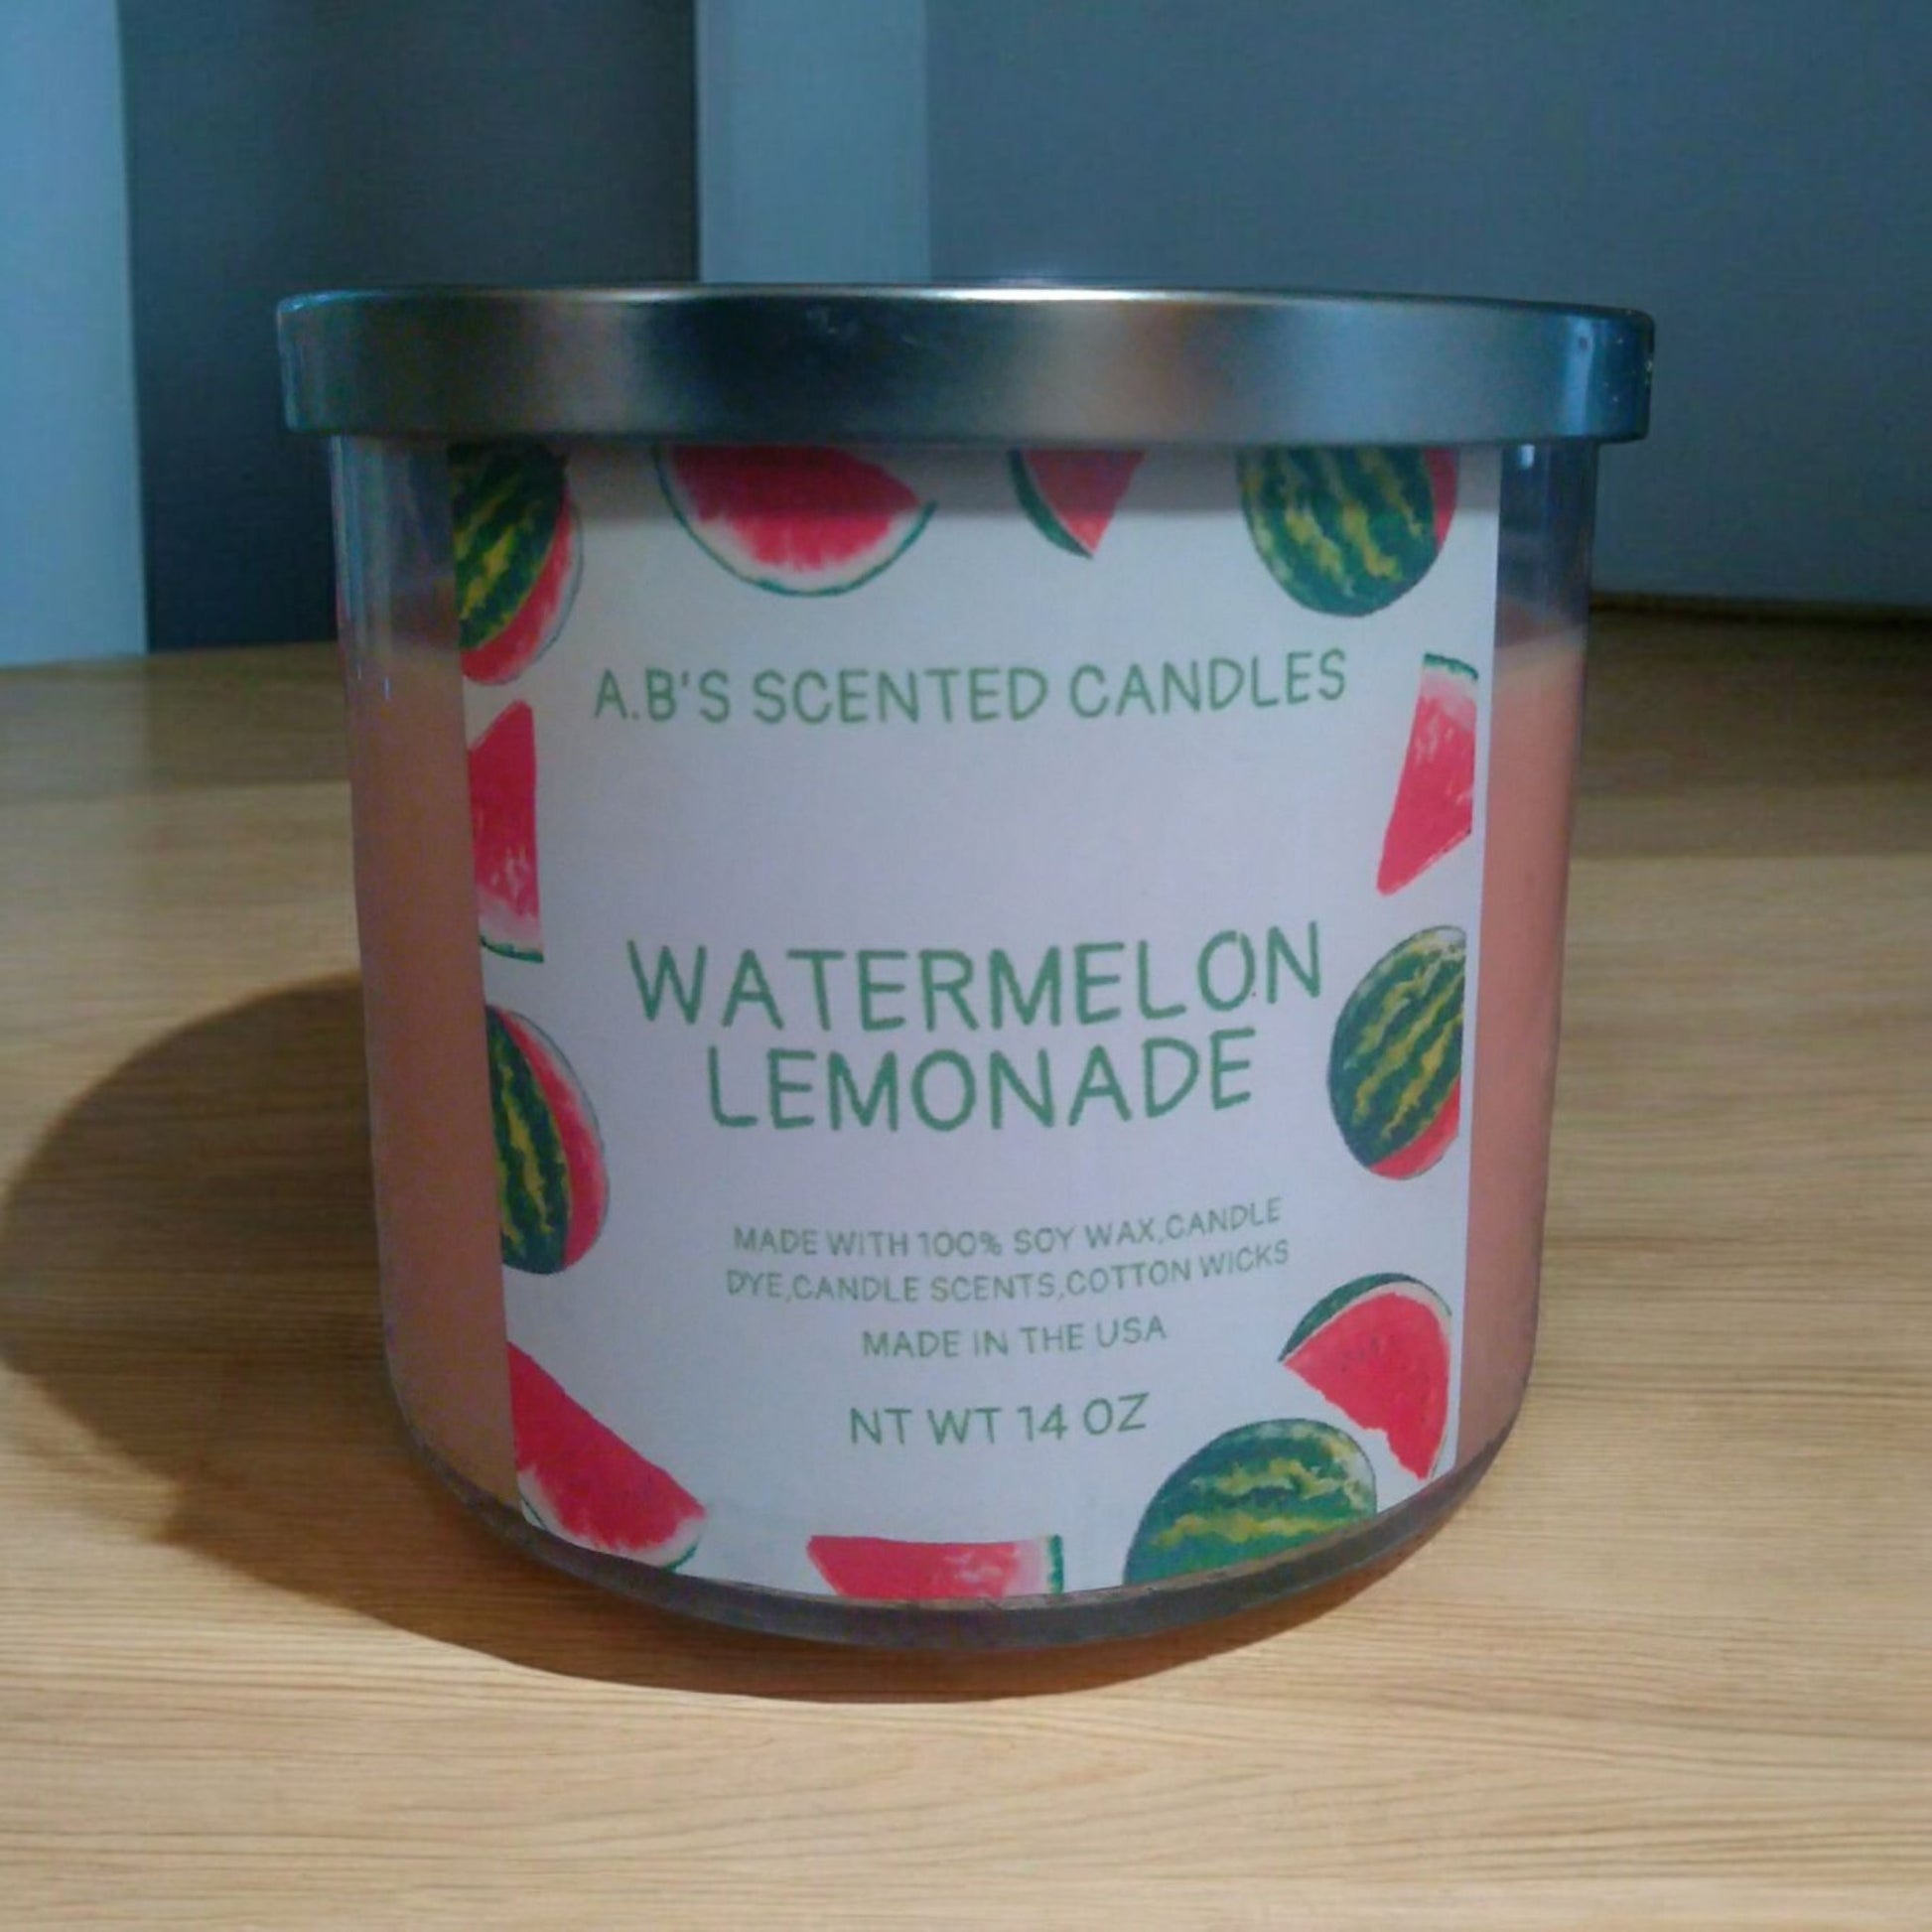 A.B'S SCENTED CANDLES
WATERMELON
LEMONADE
MADE WITH 100% SOY WAX,CANDLE
DYE,CANDLE SCENTS,COTTON WICKS
MADE IN THE USA
NT WT 14 OZ